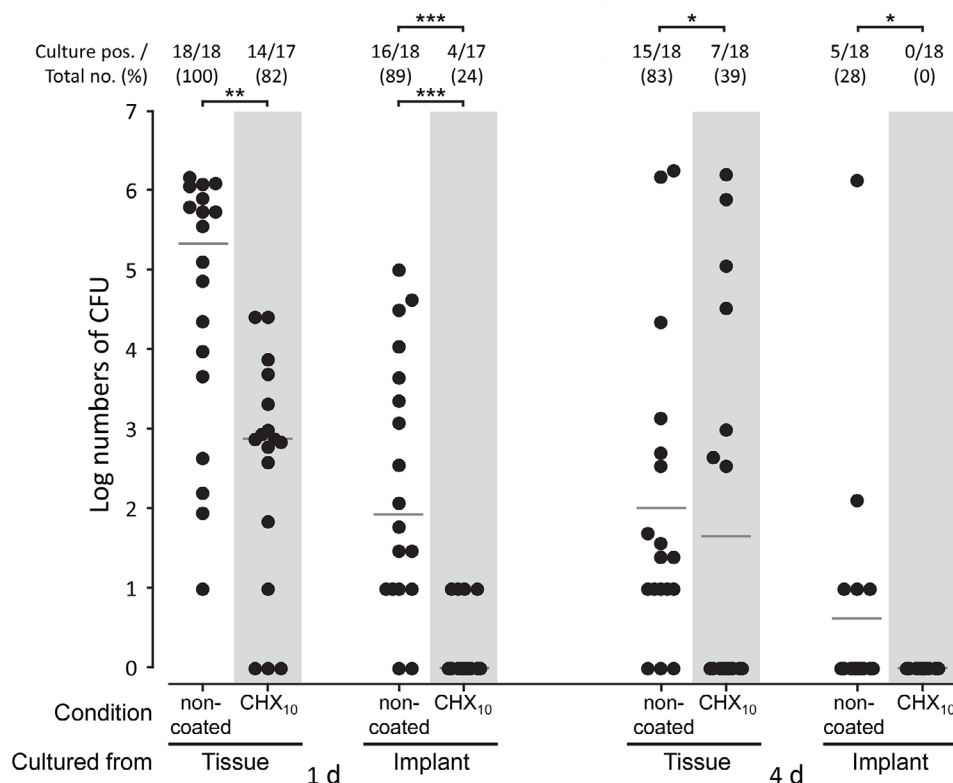 *** * *
Culture pos. / 18/18 14/17 16/18 4/17 15/18 7/18 5/18 0/18
Total no. (%) (100) (82) (89) (24) (83) (39) (28) (0)
** ***
Log numbers of CFU
7
6
5
4
3
2
1
0
Condition non-coated CHX₁₀ non-coated CHX₁₀ non-coated CHX₁₀ non-coated CHX₁₀
Cultured from Tissue Implant Tissue Implant
1 d 4 d